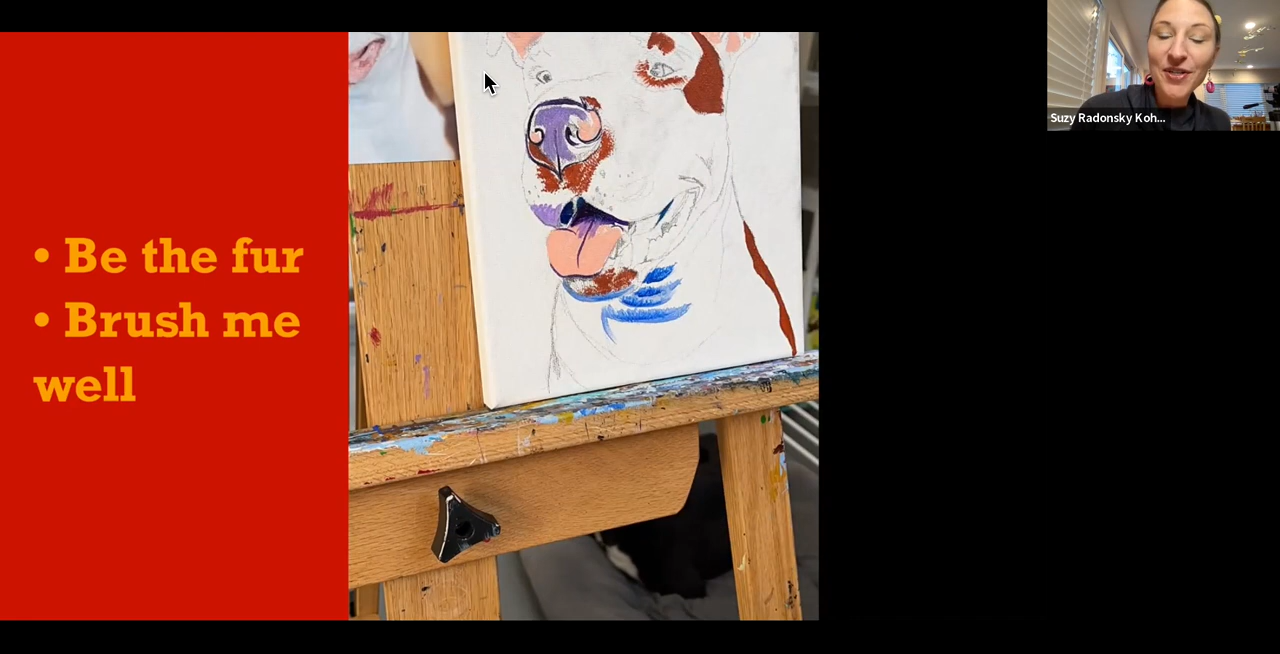 • Be the fur
• Brush me
well
Suzy Radonsky Koh...